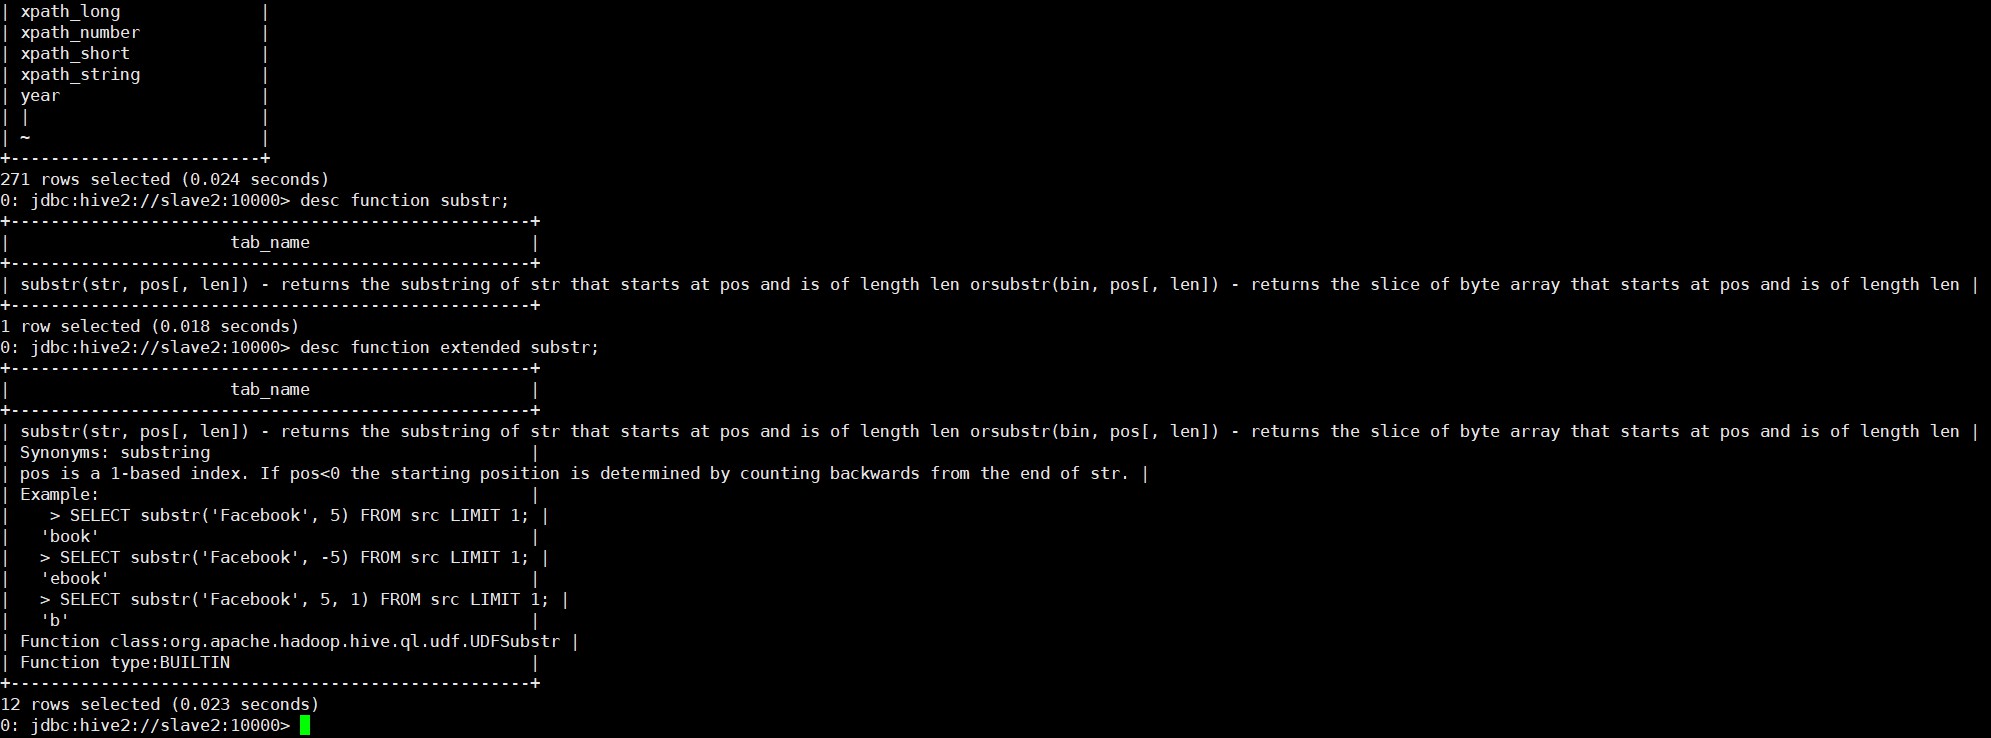 | xpath_long              |
| xpath_number            |
| xpath_short             |
| xpath_string            |
| year                    |
| |                       |
| ~                       |
+-------------------------+
271 rows selected (0.024 seconds)
0: jdbc:hive2://slave2:10000> desc function substr;
+----------------------------------------------------+
|                      tab_name                      |
+----------------------------------------------------+
| substr(str, pos[, len]) - returns the substring of str that starts at pos and is of length len orsubstr(bin, pos[, len]) - returns the slice of byte array that starts at pos and is of length len |
+----------------------------------------------------+
1 row selected (0.018 seconds)
0: jdbc:hive2://slave2:10000> desc function extended substr;
+----------------------------------------------------+
|                      tab_name                      |
+----------------------------------------------------+
| substr(str, pos[, len]) - returns the substring of str that starts at pos and is of length len orsubstr(bin, pos[, len]) - returns the slice of byte array that starts at pos and is of length len |
| Synonyms: substring                                |
| pos is a 1-based index. If pos<0 the starting position is determined by counting backwards from the end of str. |
| Example:                                           |
|    > SELECT substr('Facebook', 5) FROM src LIMIT 1; |
|   'book'                                           |
|   > SELECT substr('Facebook', -5) FROM src LIMIT 1; |
|   'ebook'                                          |
|   > SELECT substr('Facebook', 5, 1) FROM src LIMIT 1; |
|   'b'                                              |
| Function class:org.apache.hadoop.hive.ql.udf.UDFSubstr |
| Function type:BUILTIN                              |
+----------------------------------------------------+
12 rows selected (0.023 seconds)
0: jdbc:hive2://slave2:10000>